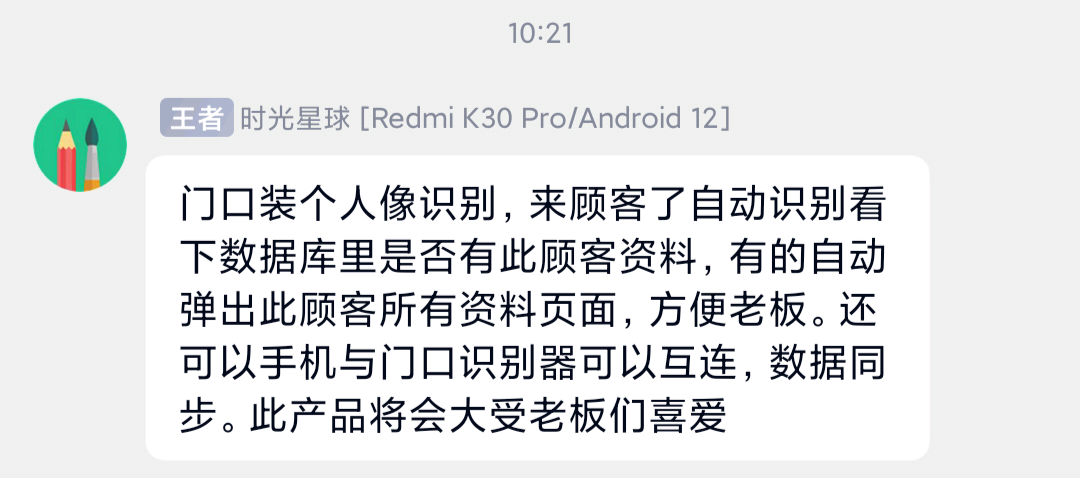 10:21
王者 时光星球 [Redmi K30 Pro/Android 12]
门口装个人像识别，来顾客了自动识别看
下数据库里是否有此顾客资料，有的自动
弹出此顾客所有资料页面，方便老板。还
可以手机与门口识别器可以互连，数据同
步。此产品将会大受老板们喜爱